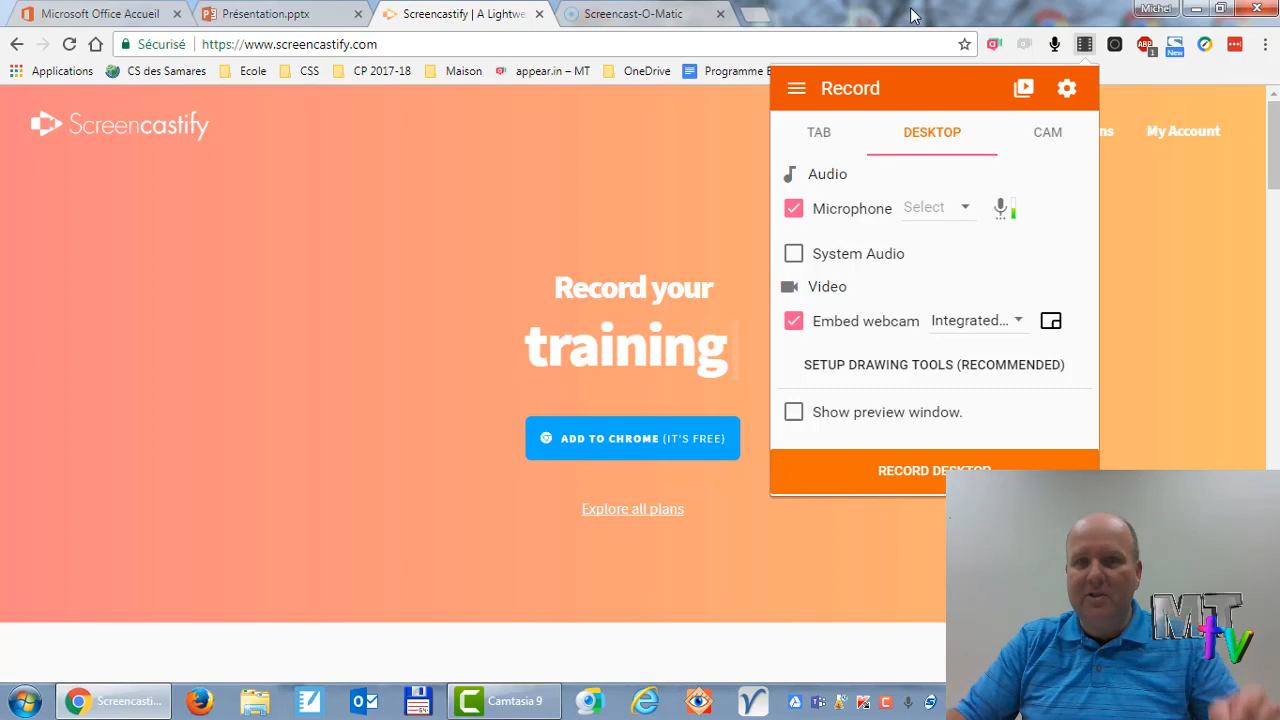 Microsoft Office Accueil
Présentation.pptx
Screencastify | A Lightwe
Screencast-O-Matic
Michel
Sécurisé
https://www.screencastify.com
1
New
Applications
CS des Samares
Ecole
CSS
CP 2017-18
Maison
appear.in – MT
OneDrive
Programme E
Screencastify
ns
My Account
Record
TAB
DESKTOP
CAM
Audio
Microphone
Select
System Audio
Video
Embed webcam
Integrated...
SETUP DRAWING TOOLS (RECOMMENDED)
Show preview window.
RECORD DESKTOP
Record your
training
ADD TO CHROME (IT'S FREE)
Explore all plans
MT
tv
Screencasti...
Camtasia 9